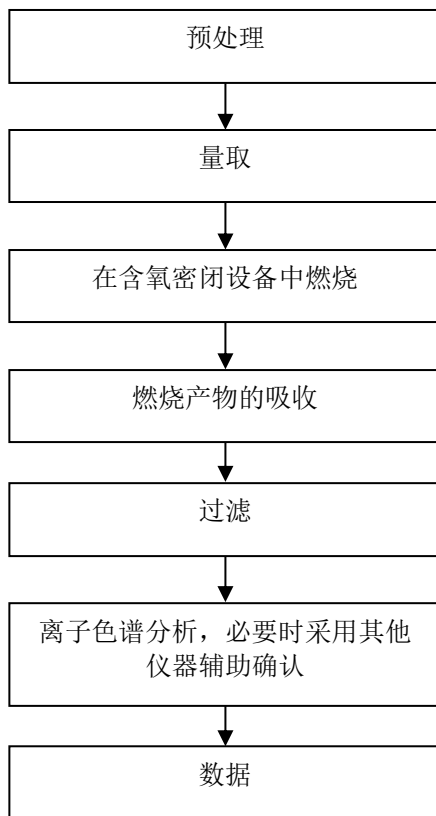 预处理
量取
在含氧密闭设备中燃烧
燃烧产物的吸收
过滤
离子色谱分析，必要时采用其他
仪器辅助确认
数据